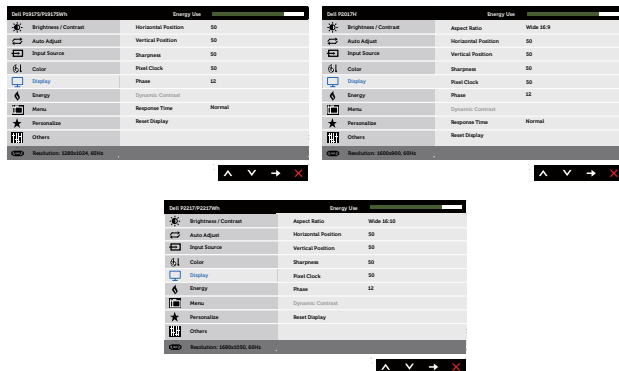 Dell P1917S/P1917SWh Energy Use
Brightness / Contrast Horizontal Position 50
Auto Adjust Vertical Position 50
Input Source Sharpness 50
Color Pixel Clock 50
Display Phase 12
Energy Dynamic Contrast
Menu Response Time Normal
Personalize Reset Display
Others
Resolution: 1280x1024, 60Hz
Dell P2017H
Brightness / Contrast Aspect Ratio Wide 16:9
Auto Adjust Horizontal Position 50
Input Source Vertical Position 50
Color Sharpness 50
Display Pixel Clock 50
Energy Phase 12
Menu Dynamic Contrast
Personalize Response Time Normal
Others Reset Display
Resolution: 1600x900, 60Hz
Dell P2217/P2217Wh Energy Use
Brightness / Contrast Aspect Ratio Wide 16:10
Auto Adjust Horizontal Position 50
Input Source Vertical Position 50
Color Sharpness 50
Display Pixel Clock 50
Energy Phase 12
Menu Dynamic Contrast
Personalize Reset Display
Others
Resolution: 1680x1050, 60Hz